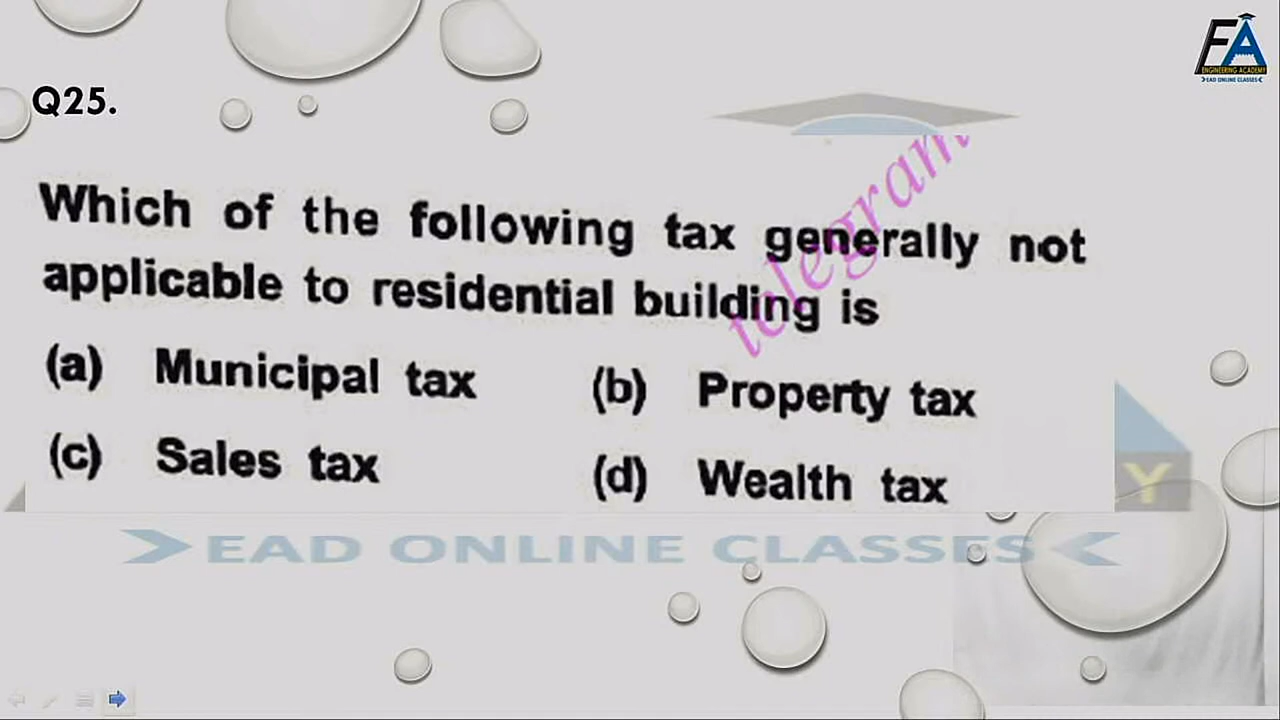 FA
ENGINEERING ACADEMY
EAD ONLINE CLASSES
Q25.
telegram
Which of the following tax generally not
applicable to residential building is
(a) Municipal tax (b) Property tax
(c) Sales tax (d) Wealth tax
Y
EAD ONLINE CLASSES